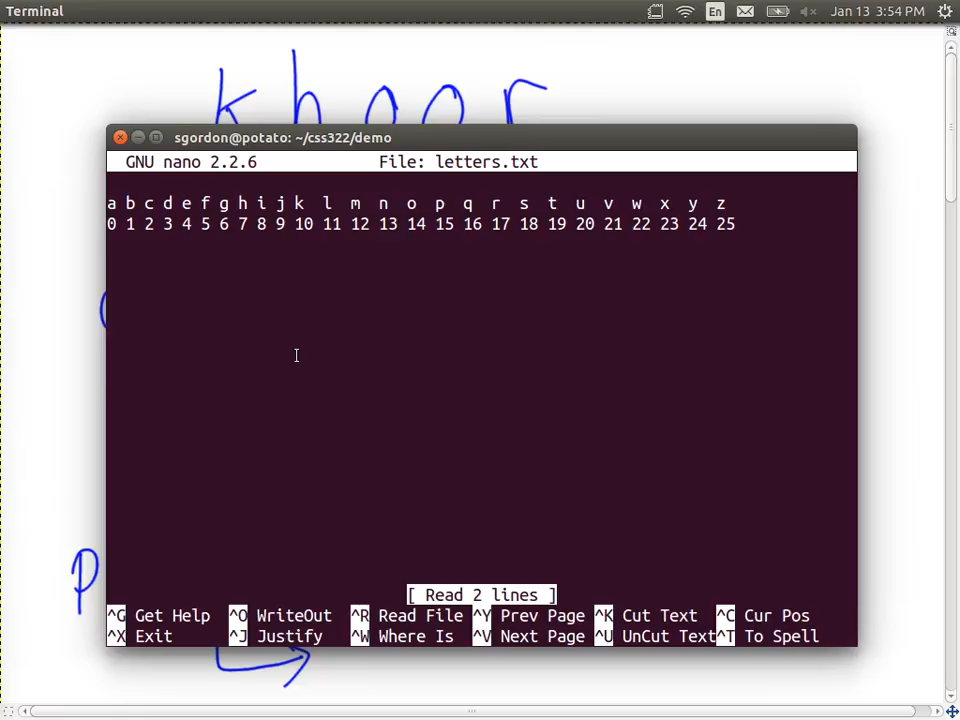 Terminal
En
Jan 13 3:54 PM
khoor
sgordon@potato: ~/css322/demo
GNU nano 2.2.6 File: letters.txt
a b c d e f g h i j k l m n o p q r s t u v w x y z
0 1 2 3 4 5 6 7 8 9 10 11 12 13 14 15 16 17 18 19 20 21 22 23 24 25
p
[ Read 2 lines ]
^G Get Help ^O WriteOut ^R Read File ^Y Prev Page ^K Cut Text ^C Cur Pos
^X Exit ^J Justify ^W Where Is ^V Next Page ^U UnCut Text ^T To Spell